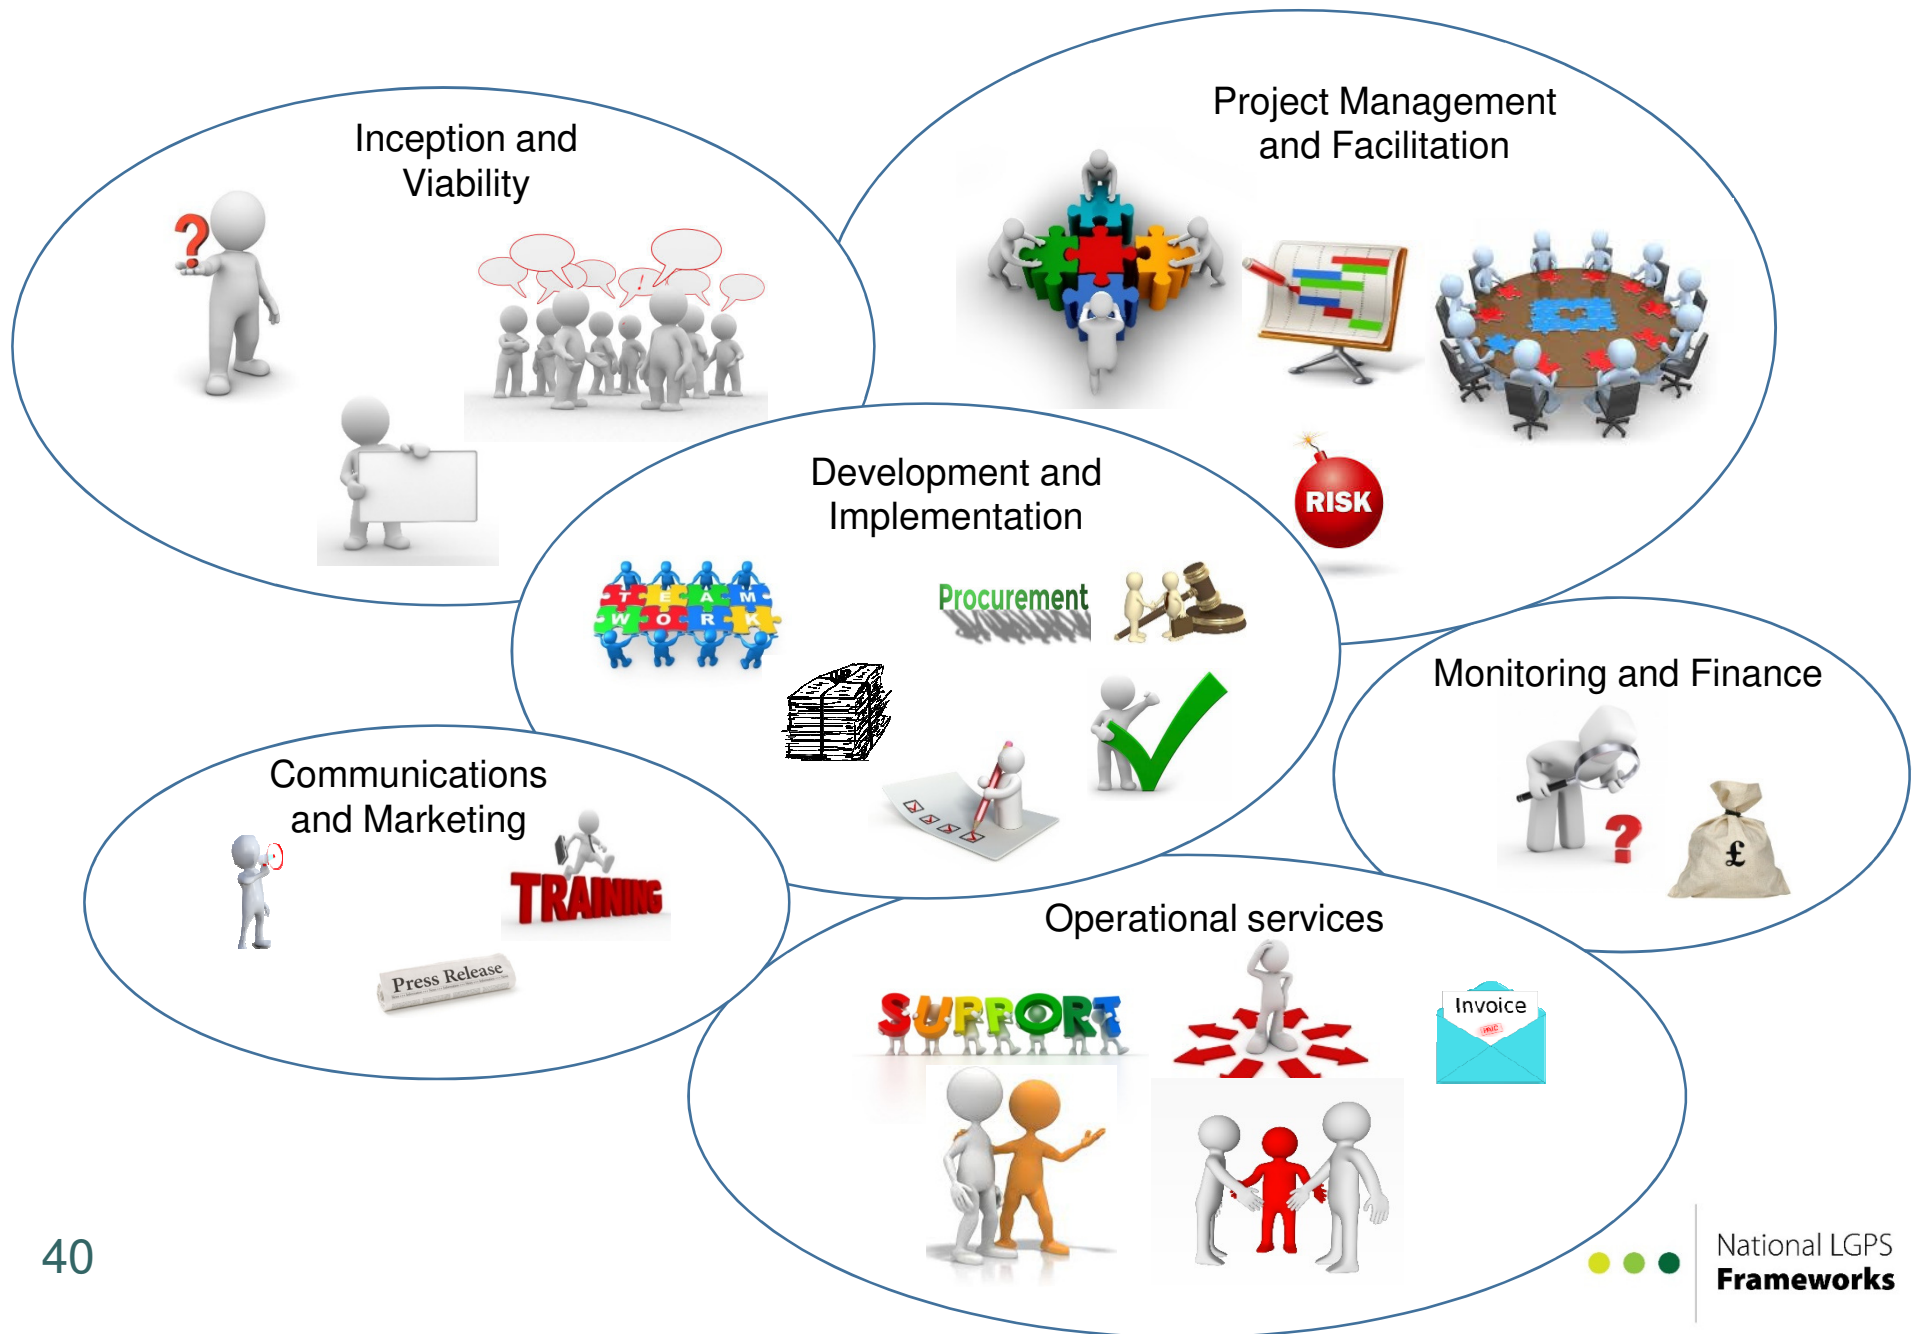 Inception and
Viability
Project Management
and Facilitation
!
RISK
Development and
Implementation
TEAM
WORK
Procurement
Monitoring and Finance
£
Communications
and Marketing
TRAINING
Press Release
Operational services
SUPPORT
Invoice
40
National LGPS
Frameworks